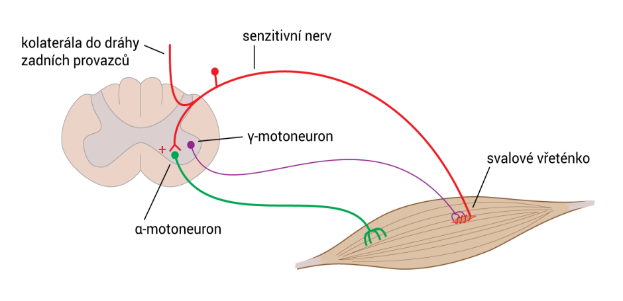 kolaterála do dráhy
zadních provazců
senzitivní nerv
γ-motoneuron
svalové vřeténko
+
α-motoneuron